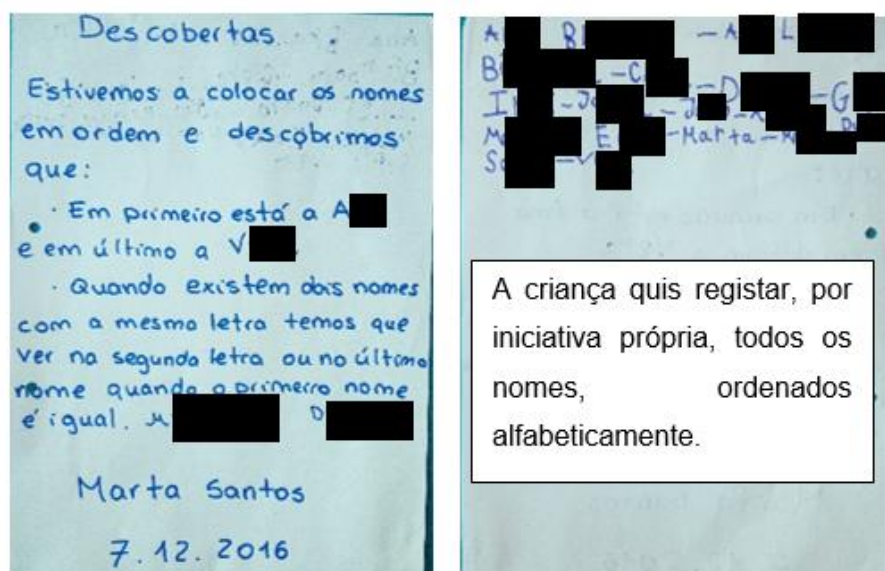 Descobertas
Estivemos a colocar os nomes
em ordem e descobrimos
que:
· Em primeiro está a A
e em último a V
· Quando existem dois nomes
com a mesma letra temos que
ver na segunda letra ou no último
nome quando o primeiro nome
é igual. M D
Marta Santos
7.12.2016
A B - A L
B - C - D - G
I - J - J -
M E - Marta - M D
S - V
A criança quis registar, por
iniciativa própria, todos os
nomes, ordenados
alfabeticamente.